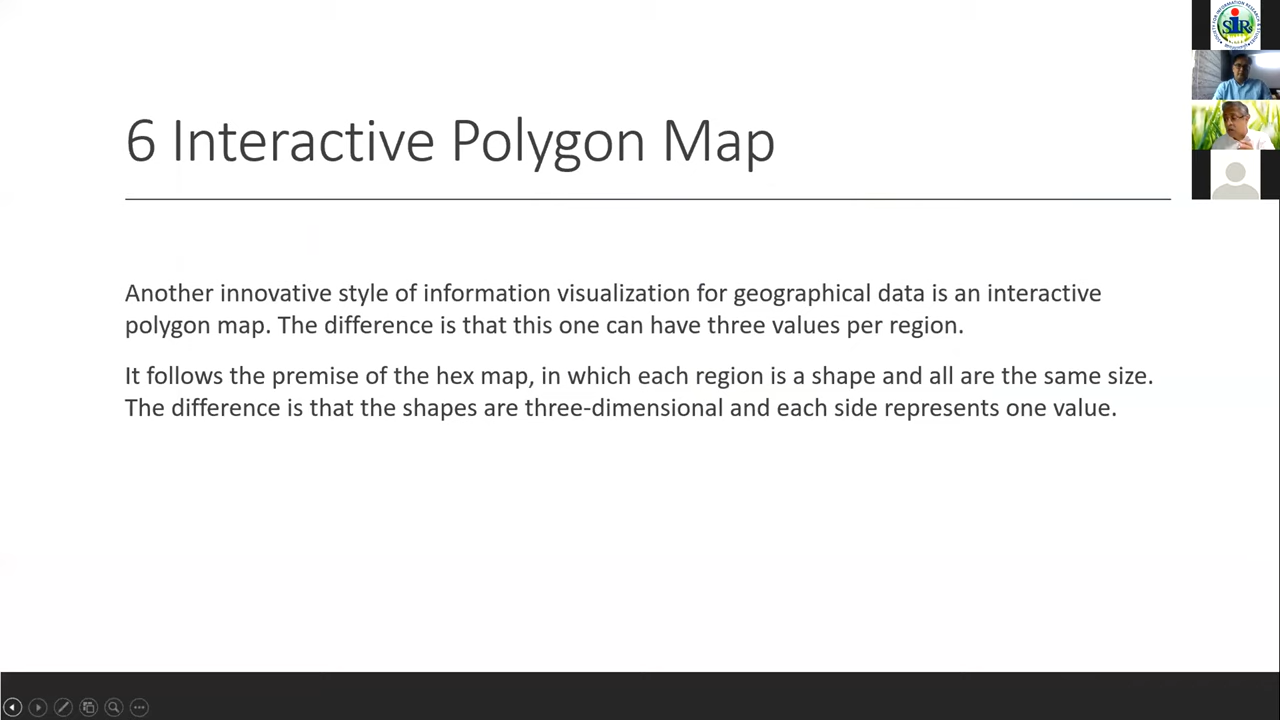 6 Interactive Polygon Map
Another innovative style of information visualization for geographical data is an interactive
polygon map. The difference is that this one can have three values per region.
It follows the premise of the hex map, in which each region is a shape and all are the same size.
The difference is that the shapes are three-dimensional and each side represents one value.